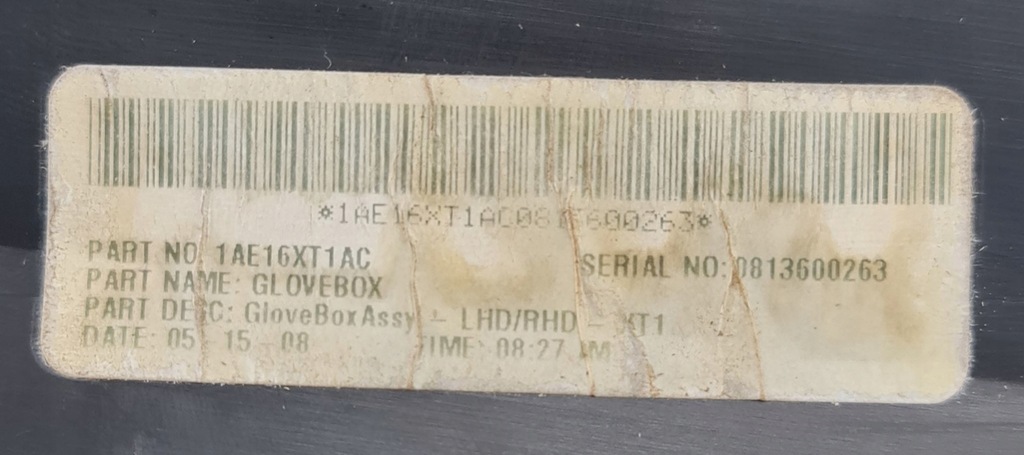 *1AE16XT1AC0813600263*
PART NO: 1AE16XT1AC SERIAL NO: 0813600263
PART NAME: GLOVEBOX
PART DESC: GloveBoxAssy - LHD/RHD - XT1
DATE: 05 - 15 - 08 TIME: 08:27